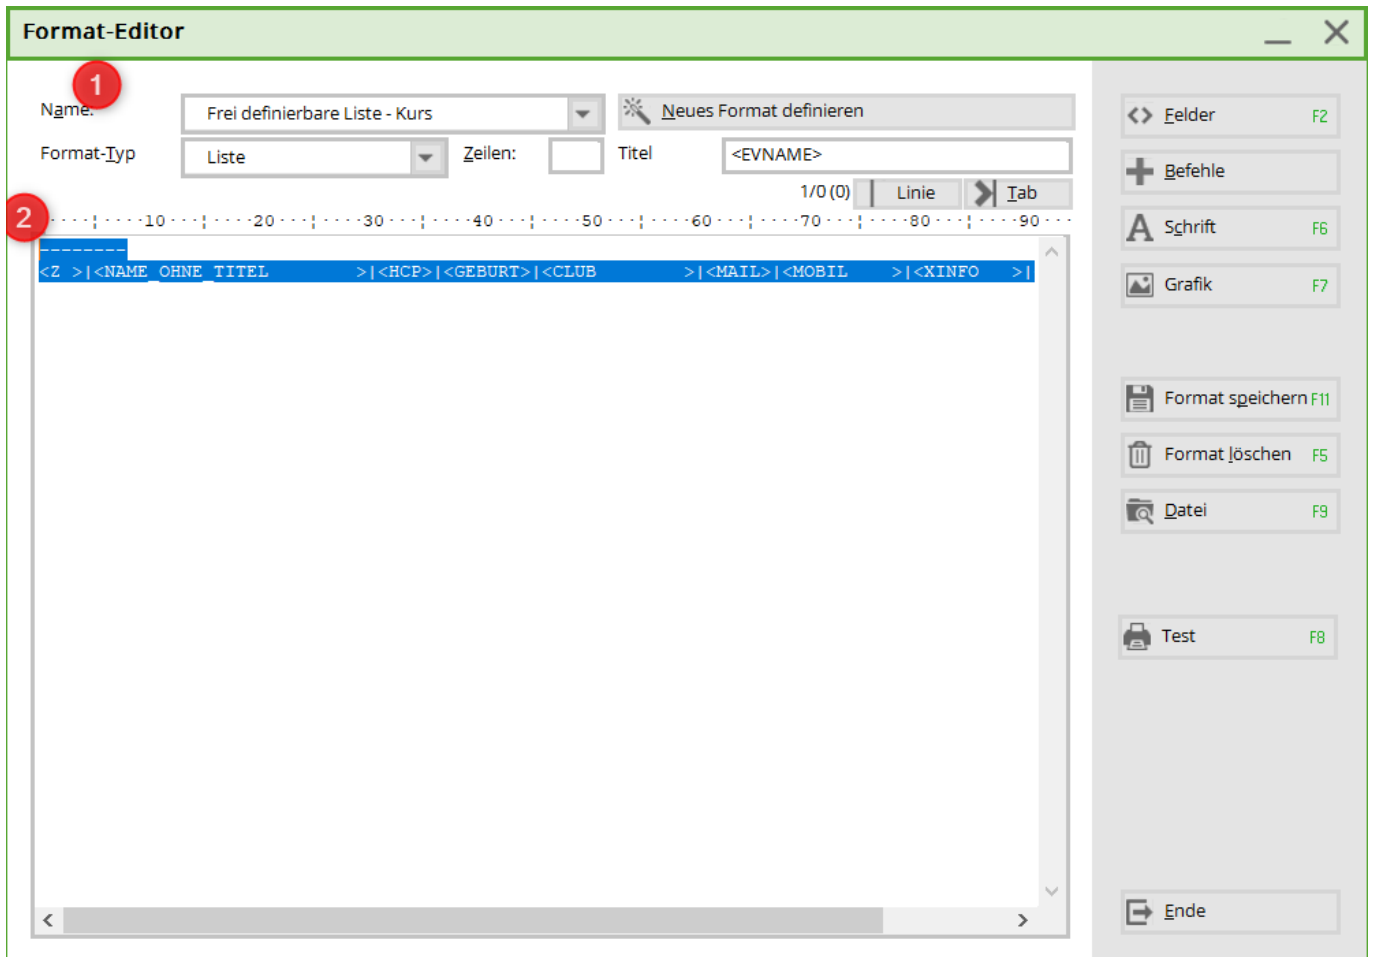 Format-Editor
1
Name:
Frei definierbare Liste - Kurs
Neues Format definieren
Format-Typ
Liste
Zeilen:
Titel
<EVNAME>
1/0 (0)
Linie
Tab
2
····¦····10···¦····20···¦····30···¦····40···¦····50···¦····60···¦····70···¦····80···¦····90···
--------
<Z >|<NAME_OHNE_TITEL        >|<HCP>|<GEBURT>|<CLUB        >|<MAIL>|<MOBIL    >|<XINFO   >|
Felder F2
Befehle
Schrift F6
Grafik F7
Format speichern F11
Format löschen F5
Datei F9
Test F8
Ende